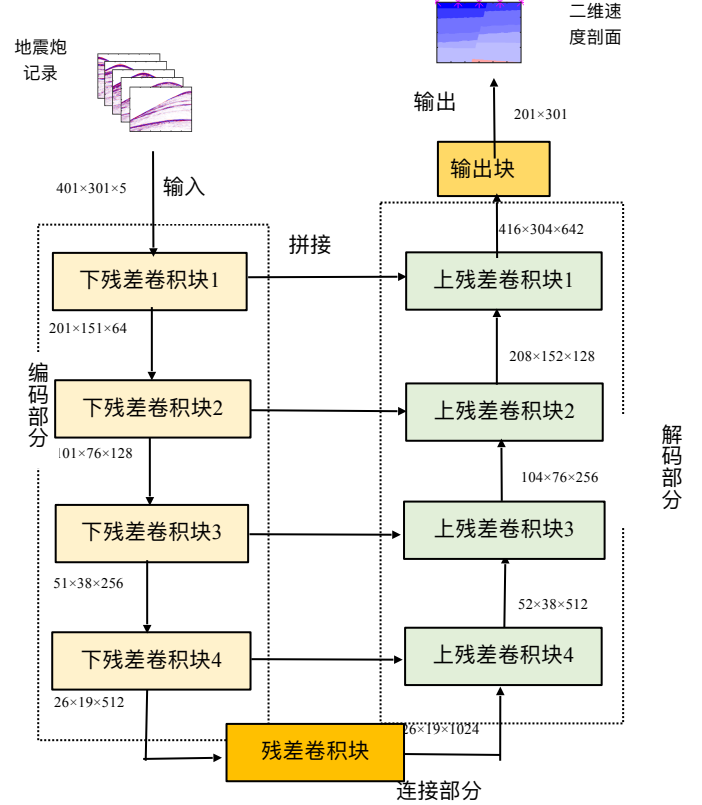 二维速
度剖面
地震炮
记录
输出
201×301
输出块
401×301×5
输入
416×304×642
拼接
下残差卷积块1
上残差卷积块1
201×151×64
208×152×128
编码部分
下残差卷积块2
上残差卷积块2
101×76×128
解码部分
104×76×256
下残差卷积块3
上残差卷积块3
51×38×256
52×38×512
下残差卷积块4
上残差卷积块4
26×19×512
26×19×1024
残差卷积块
连接部分